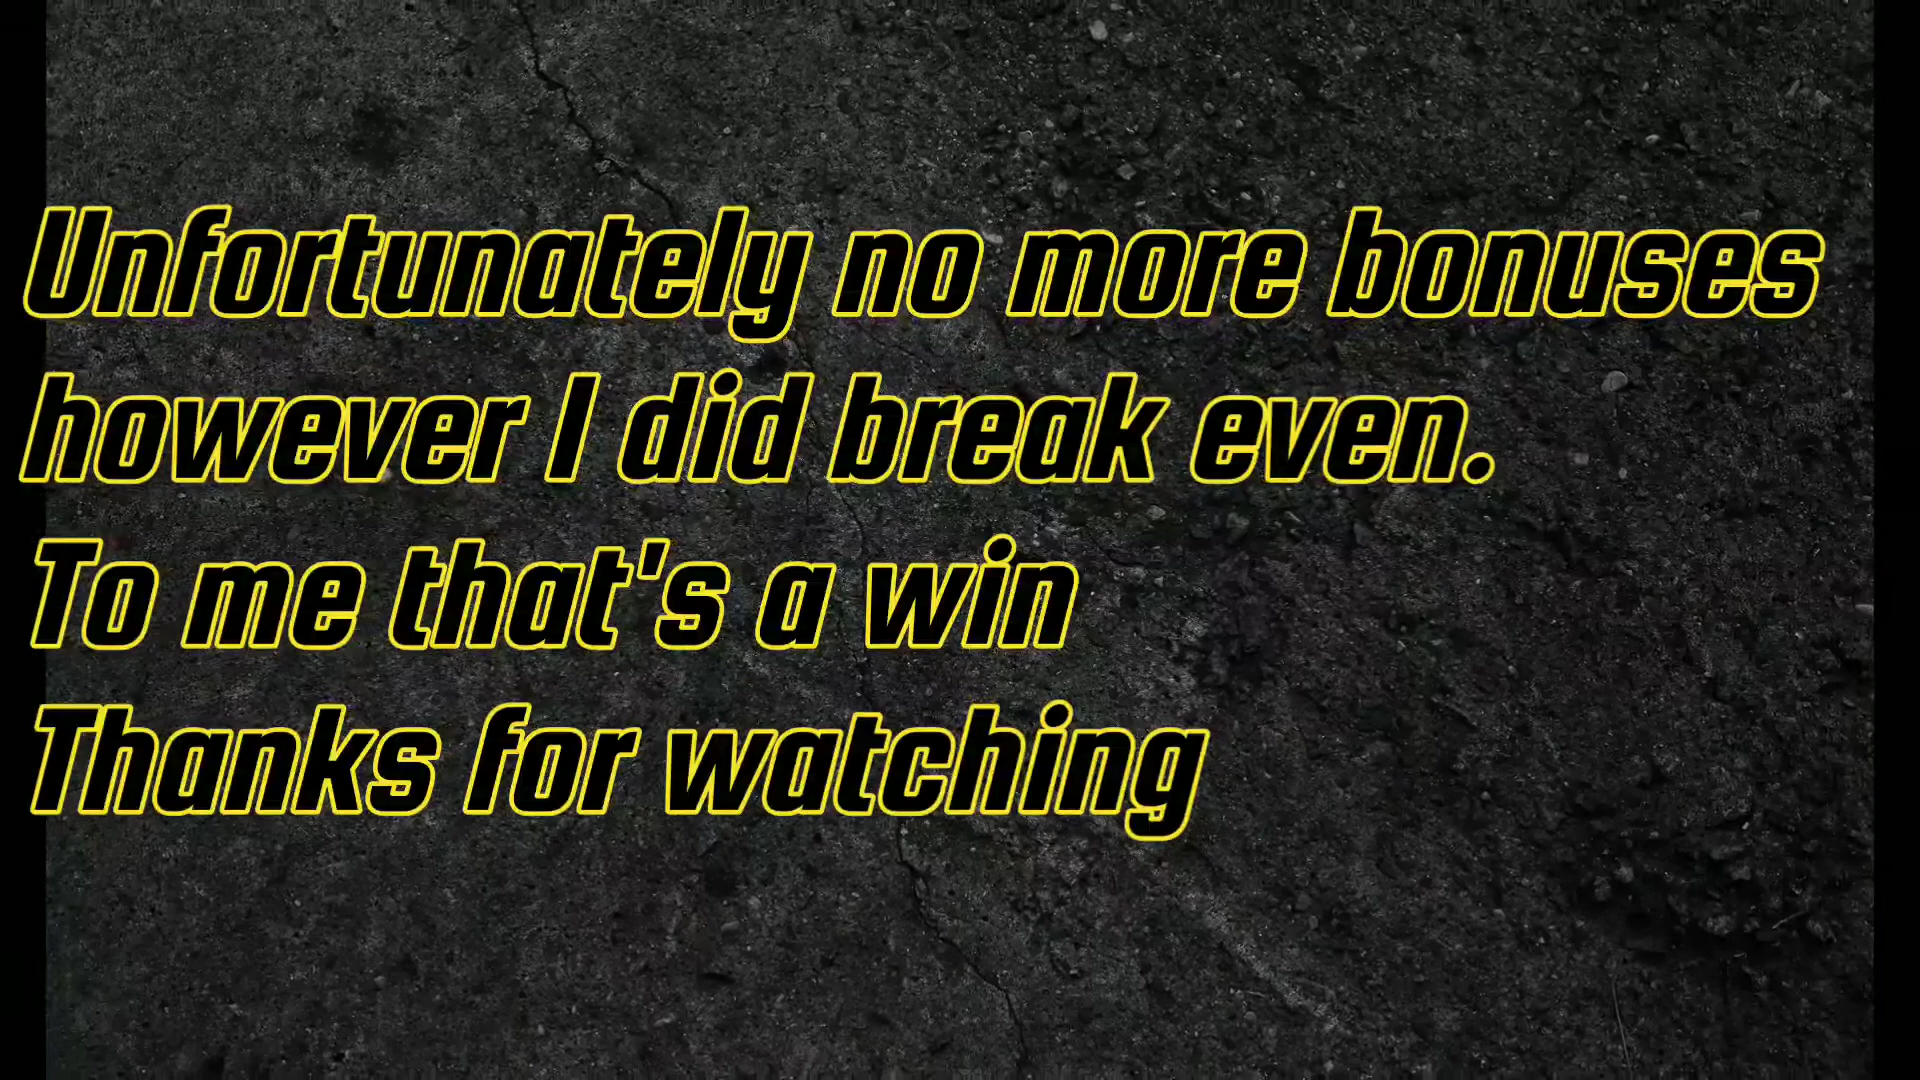 Unfortunately no more bonuses
however I did break even.
To me that's a win
Thanks for watching